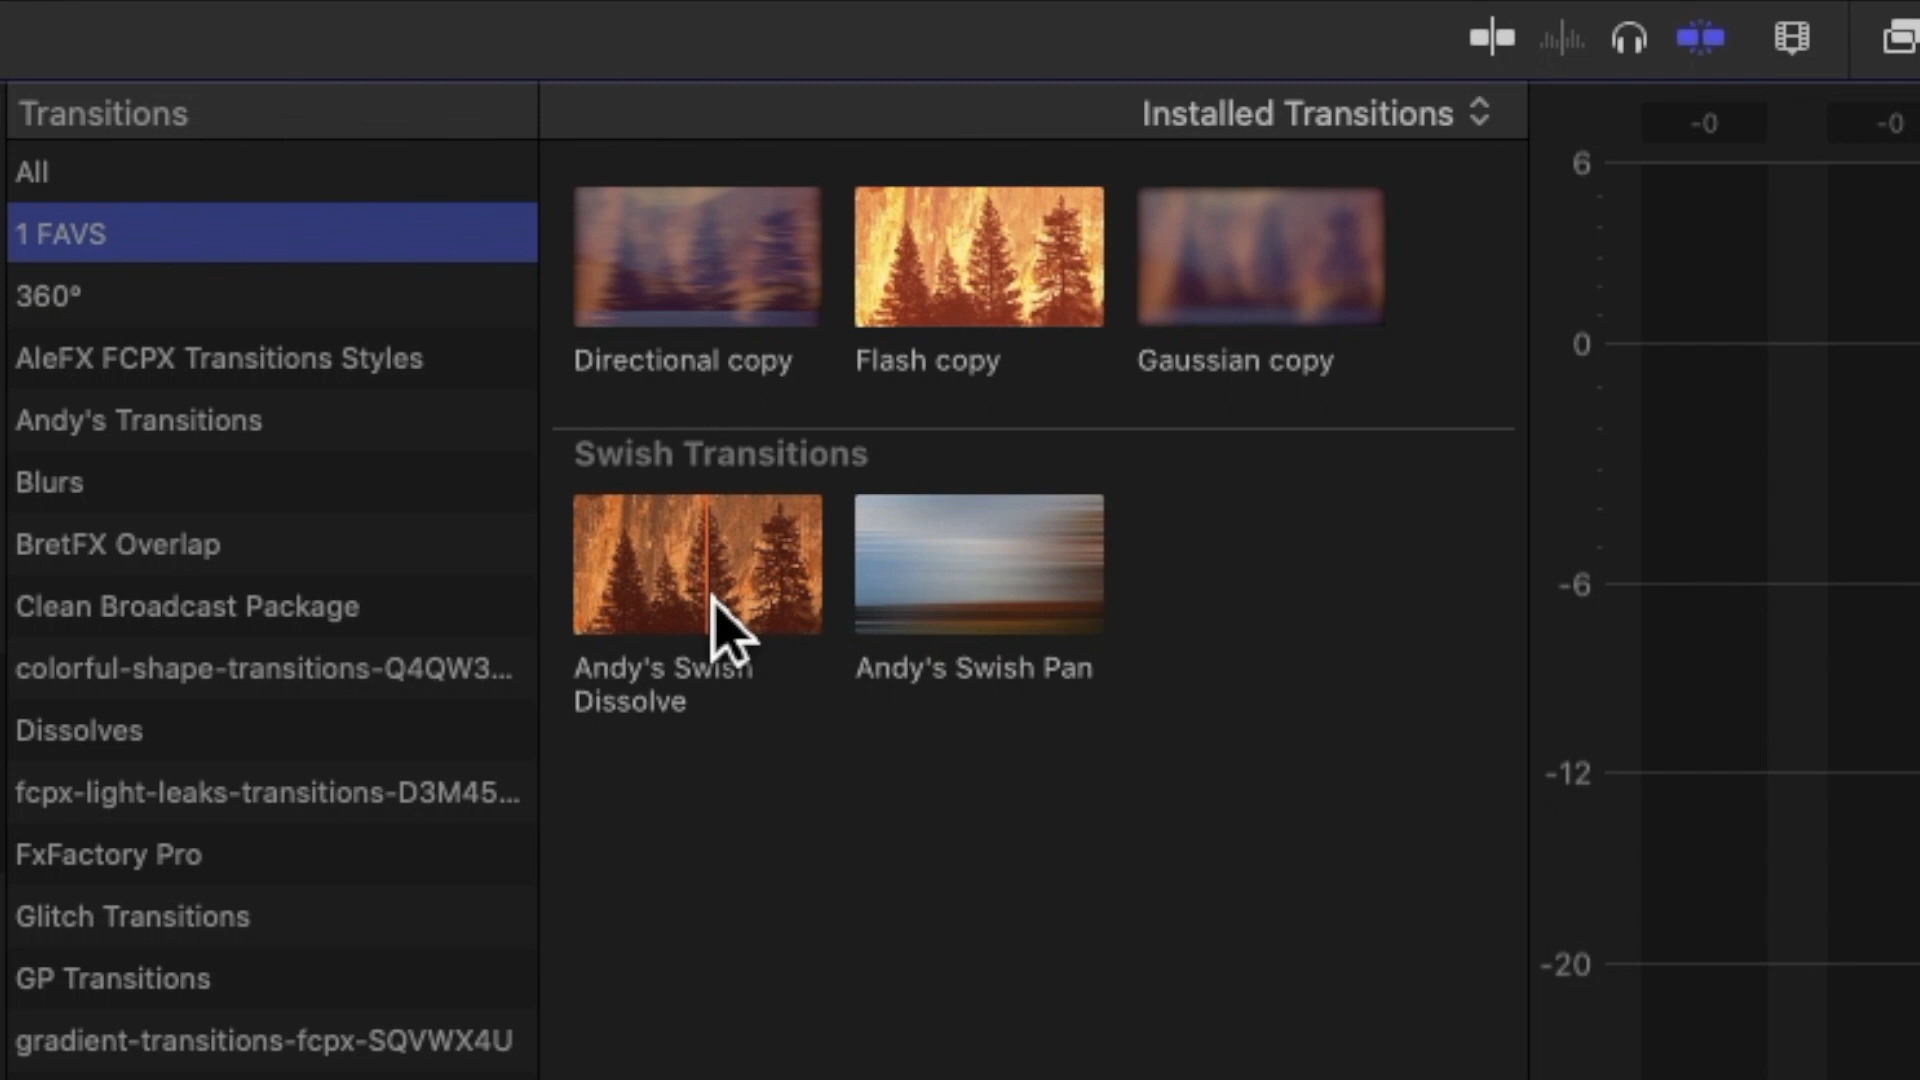 Transitions
Installed Transitions
All
1 FAVS
360°
AleFX FCPX Transitions Styles
Andy's Transitions
Blurs
BretFX Overlap
Clean Broadcast Package
colorful-shape-transitions-Q4QW3...
Dissolves
fcpx-light-leaks-transitions-D3M45...
FxFactory Pro
Glitch Transitions
GP Transitions
gradient-transitions-fcpx-SQVWX4U
Directional copy
Flash copy
Gaussian copy
Swish Transitions
Andy's Swish
Dissolve
Andy's Swish Pan
-0
-0
6
0
-6
-12
-20